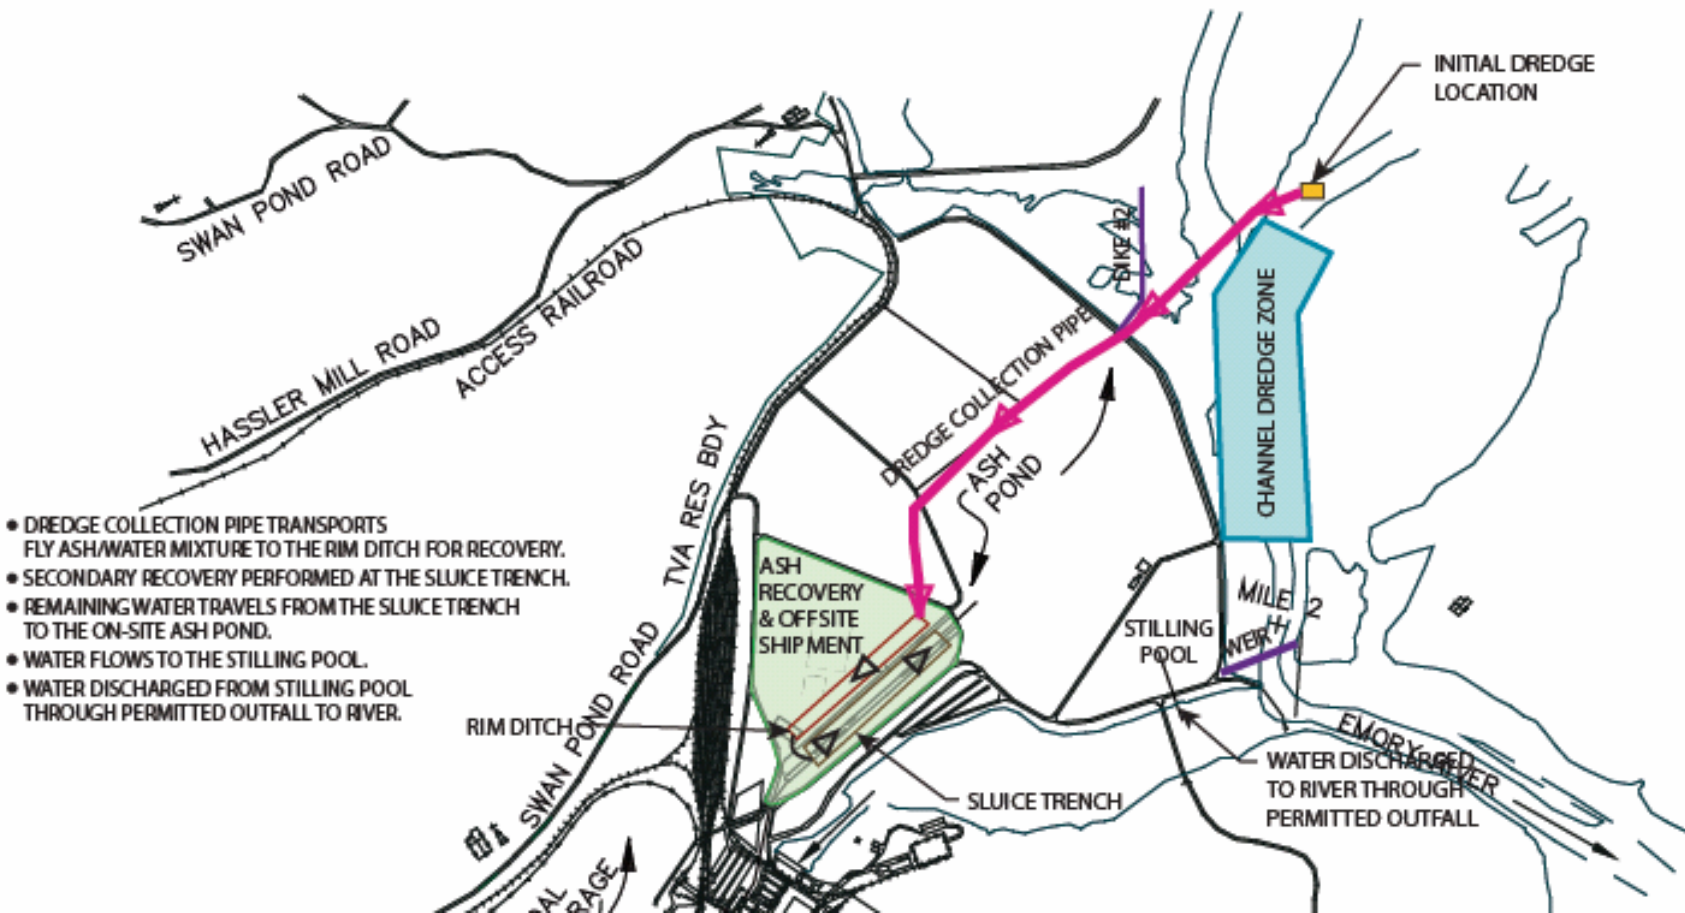 INITIAL DREDGE
LOCATION
SWAN POND ROAD
DIKE #2
ACCESS RAILROAD
HASSLER MILL ROAD
CHANNEL DREDGE ZONE
DREDGE COLLECTION PIPE
ASH
POND
TVA RES BDY
• DREDGE COLLECTION PIPE TRANSPORTS
FLY ASH/WATER MIXTURE TO THE RIM DITCH FOR RECOVERY.
• SECONDARY RECOVERY PERFORMED AT THE SLUICE TRENCH.
• REMAINING WATER TRAVELS FROM THE SLUICE TRENCH
TO THE ON-SITE ASH POND.
• WATER FLOWS TO THE STILLING POOL.
• WATER DISCHARGED FROM STILLING POOL
THROUGH PERMITTED OUTFALL TO RIVER.
ASH
RECOVERY
& OFFSITE
SHIPMENT
MILE 2
WEIR
STILLING
POOL
RIM DITCH
SWAN POND ROAD
EMORY RIVER
WATER DISCHARGED
TO RIVER THROUGH
PERMITTED OUTFALL
SLUICE TRENCH